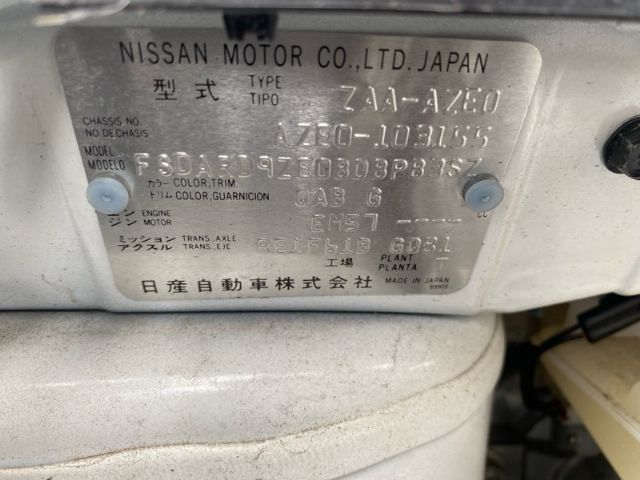 NISSAN MOTOR CO.,LTD. JAPAN
型式 TYPE TIPO ZAA-AZE0
CHASSIS NO. NO. DE CHASIS AZE0-103155
MODEL MODELO
カラー COLOR, TRIM
トリム COLOR, GUARNICION QAB G
エンジン ENGINE MOTOR EM57 ---- cc
ミッション TRANS., AXLE.
アクスル TRANS., EJE RE1F61B G081
工場 PLANT PLANTA T
日産自動車株式会社 MADE IN JAPAN